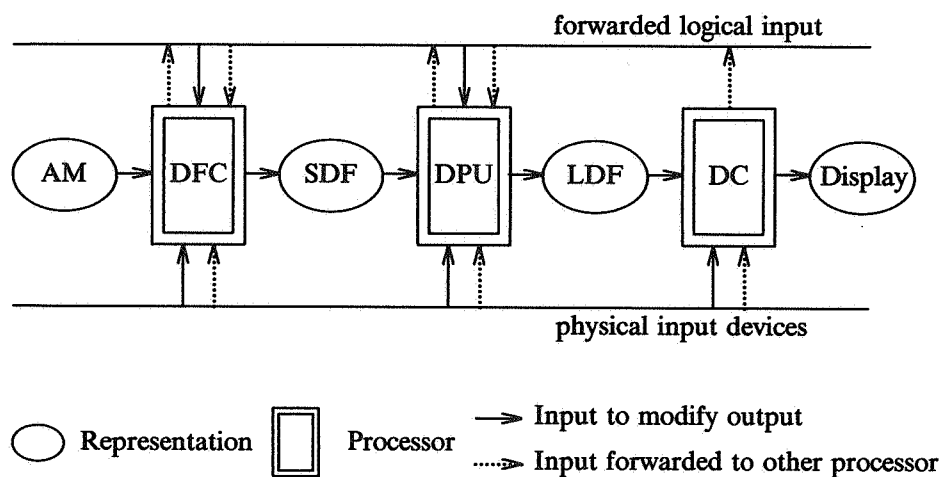 forwarded logical input
AM
DFC
SDF
DPU
LDF
DC
Display
physical input devices
Representation
Processor
Input to modify output
Input forwarded to other processor